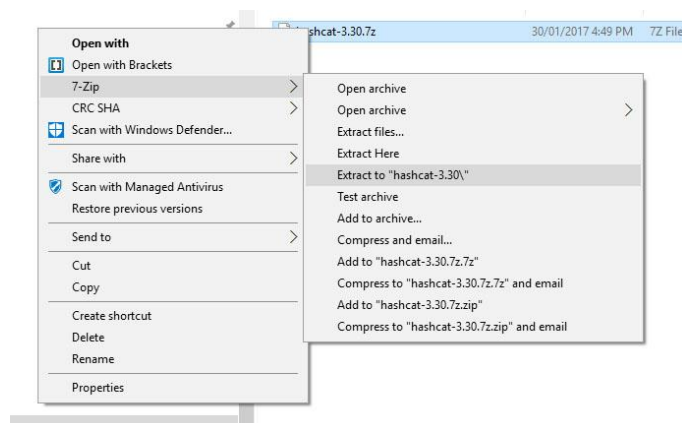 shcat-3.30.7z 30/01/2017 4:49 PM 7Z File
Open with
Open with Brackets
7-Zip
CRC SHA
Scan with Windows Defender...
Share with
Scan with Managed Antivirus
Restore previous versions
Send to
Cut
Copy
Create shortcut
Delete
Rename
Properties
Open archive
Open archive
Extract files...
Extract Here
Extract to "hashcat-3.30\"
Test archive
Add to archive...
Compress and email...
Add to "hashcat-3.30.7z.7z"
Compress to "hashcat-3.30.7z.7z" and email
Add to "hashcat-3.30.7z.zip"
Compress to "hashcat-3.30.7z.zip" and email